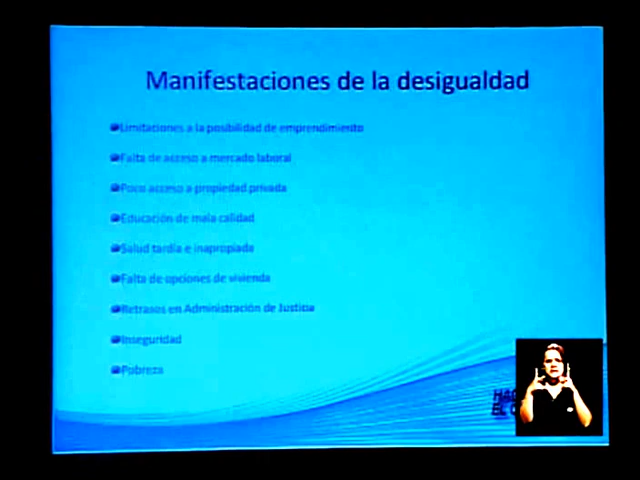 Manifestaciones de la desigualdad
Limitaciones a la posibilidad de emprendimiento
Falta de acceso a mercado laboral
Poco acceso a propiedad privada
Educación de mala calidad
Salud tardía e inapropiada
Falta de opciones de vivienda
Retrasos en Administración de Justicia
Inseguridad
Pobreza
EL